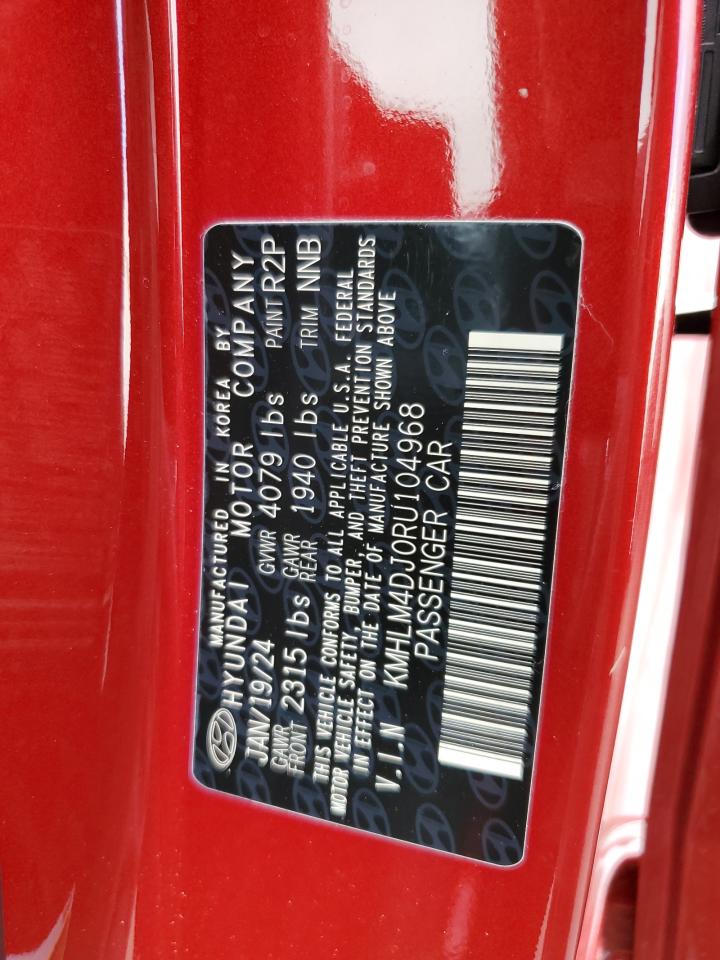 MANUFACTURED IN KOREA BY
HYUNDAI MOTOR COMPANY
JAN/19/24 GVWR 4079 lbs PAINT R2P
GAWR FRONT 2315 lbs GAWR REAR 1940 lbs TRIM NNB
THIS VEHICLE CONFORMS TO ALL APPLICABLE U.S.A. FEDERAL
MOTOR VEHICLE SAFETY, BUMPER, AND THEFT PREVENTION STANDARDS
IN EFFECT ON THE DATE OF MANUFACTURE SHOWN ABOVE
V.I.N KMHLM4DJ0RU104968
PASSENGER CAR